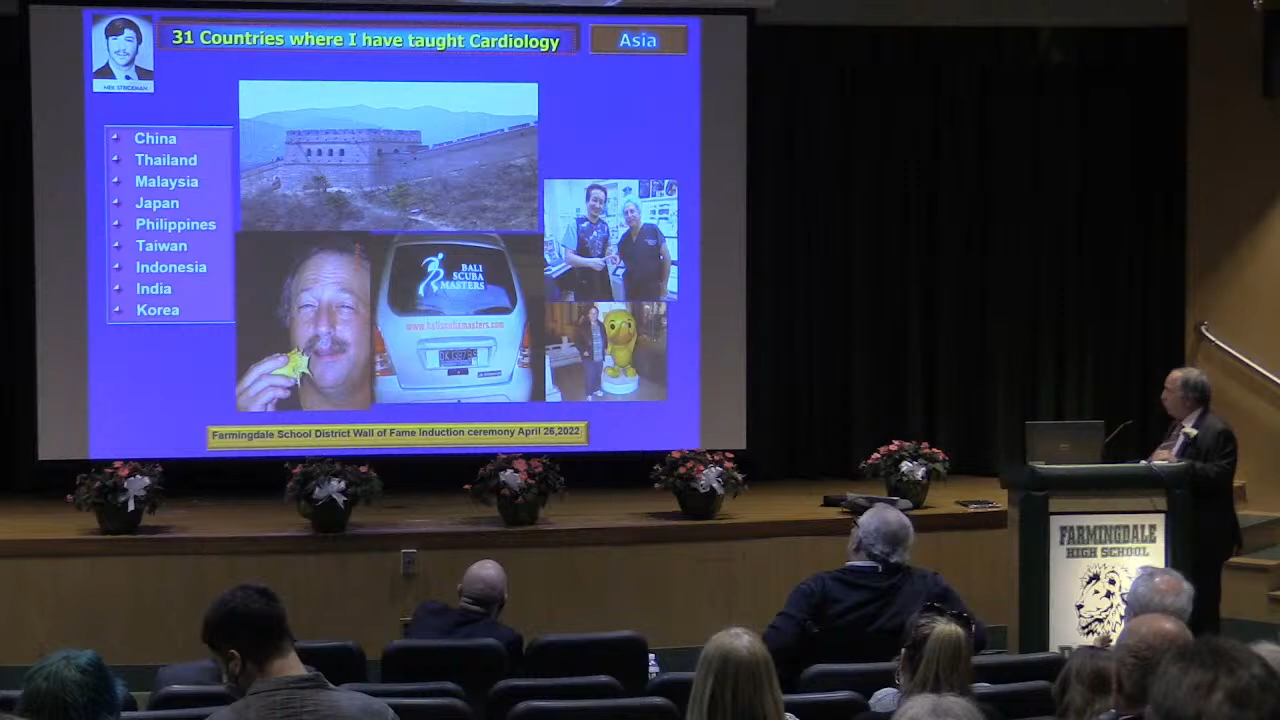 31 Countries where I have taught Cardiology
Asia
China
Thailand
Malaysia
Japan
Philippines
Taiwan
Indonesia
India
Korea
BALI
SCUBA
MASTERS
www.baliscubamasters.com
Farmingdale School District Wall of Fame Induction ceremony April 26,2022
FARMINGDALE
HIGH SCHOOL